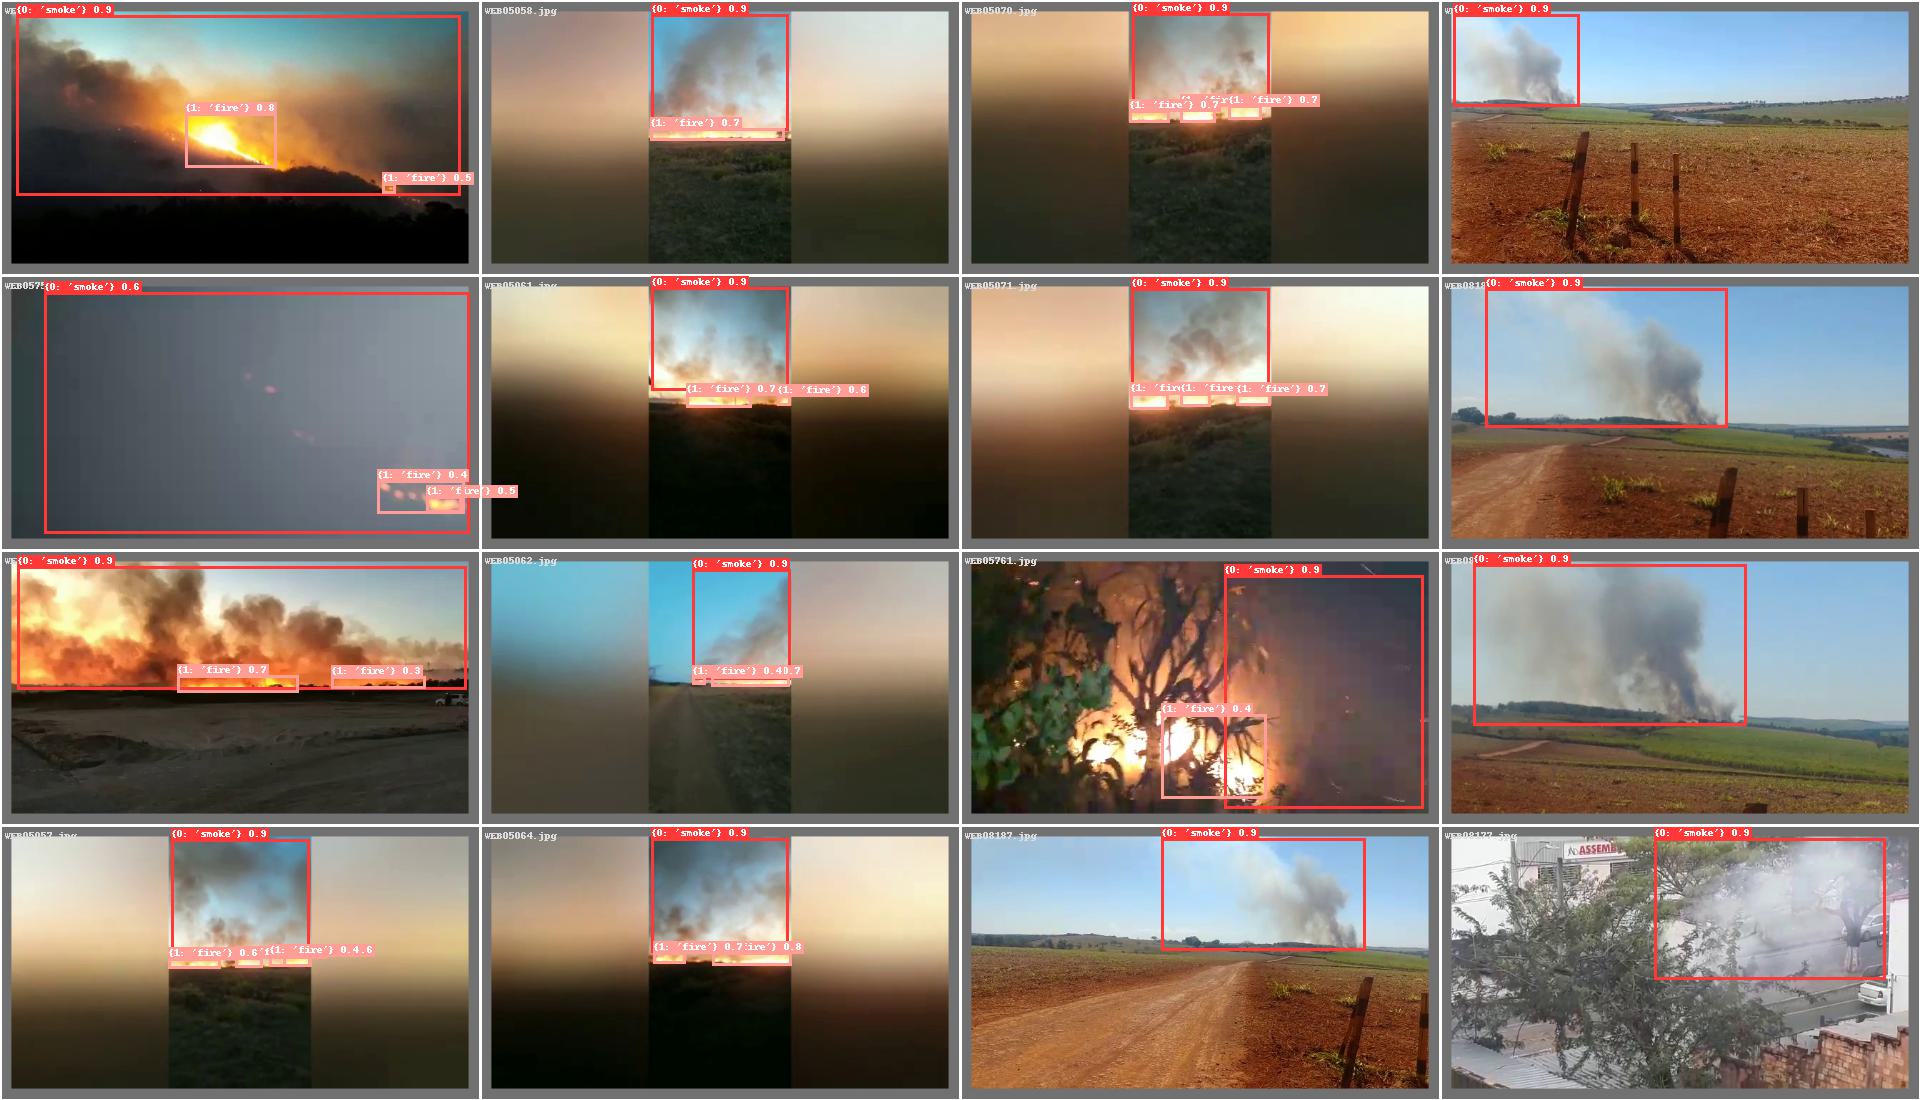 {0: 'smoke'} 0.9
{1: 'fire'} 0.8
{1: 'fire'} 0.5
WEB05058.jpg
{0: 'smoke'} 0.9
{1: 'fire'} 0.7
WEB05070.jpg
{0: 'smoke'} 0.9
{1: 'fire'} 0.7
{1: 'fire'} 0.7
{0: 'smoke'} 0.9
{0: 'smoke'} 0.6
{1: 'fire'} 0.4
{1: 'fire'} 0.5
WEB05061.jpg
{0: 'smoke'} 0.9
{1: 'fire'} 0.7
{1: 'fire'} 0.6
WEB05071.jpg
{0: 'smoke'} 0.9
{1: 'fire'} 0.7
{0: 'smoke'} 0.9
{0: 'smoke'} 0.9
{1: 'fire'} 0.7
{1: 'fire'} 0.3
WEB05062.jpg
{0: 'smoke'} 0.9
{1: 'fire'} 0.4
WEB05761.jpg
{0: 'smoke'} 0.9
{1: 'fire'} 0.4
{0: 'smoke'} 0.9
WEB05057.jpg
{0: 'smoke'} 0.9
{1: 'fire'} 0.6
{1: 'fire'} 0.4
WEB05064.jpg
{0: 'smoke'} 0.9
{1: 'fire'} 0.7
{1: 'fire'} 0.8
WEB08187.jpg
{0: 'smoke'} 0.9
WEB08177.jpg
{0: 'smoke'} 0.9
ASSEMB